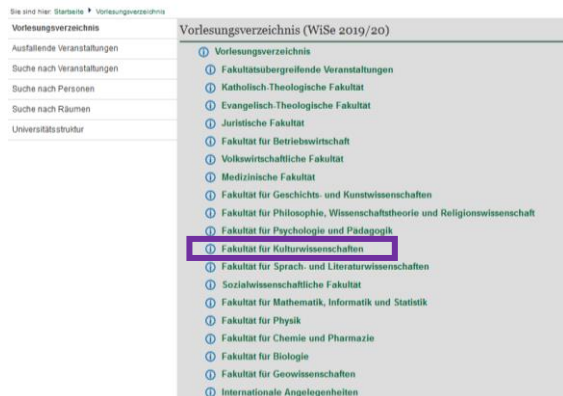 Sie sind hier: Startseite Vorlesungsverzeichnis
Vorlesungsverzeichnis
Ausfallende Veranstaltungen
Suche nach Veranstaltungen
Suche nach Personen
Suche nach Räumen
Universitätsstruktur
Vorlesungsverzeichnis (WiSe 2019/20)
Vorlesungsverzeichnis
Fakultätsübergreifende Veranstaltungen
Katholisch-Theologische Fakultät
Evangelisch-Theologische Fakultät
Juristische Fakultät
Fakultät für Betriebswirtschaft
Volkswirtschaftliche Fakultät
Medizinische Fakultät
Fakultät für Geschichts- und Kunstwissenschaften
Fakultät für Philosophie, Wissenschaftstheorie und Religionswissenschaft
Fakultät für Psychologie und Pädagogik
Fakultät für Kulturwissenschaften
Fakultät für Sprach- und Literaturwissenschaften
Sozialwissenschaftliche Fakultät
Fakultät für Mathematik, Informatik und Statistik
Fakultät für Physik
Fakultät für Chemie und Pharmazie
Fakultät für Biologie
Fakultät für Geowissenschaften
Internationale Angelegenheiten